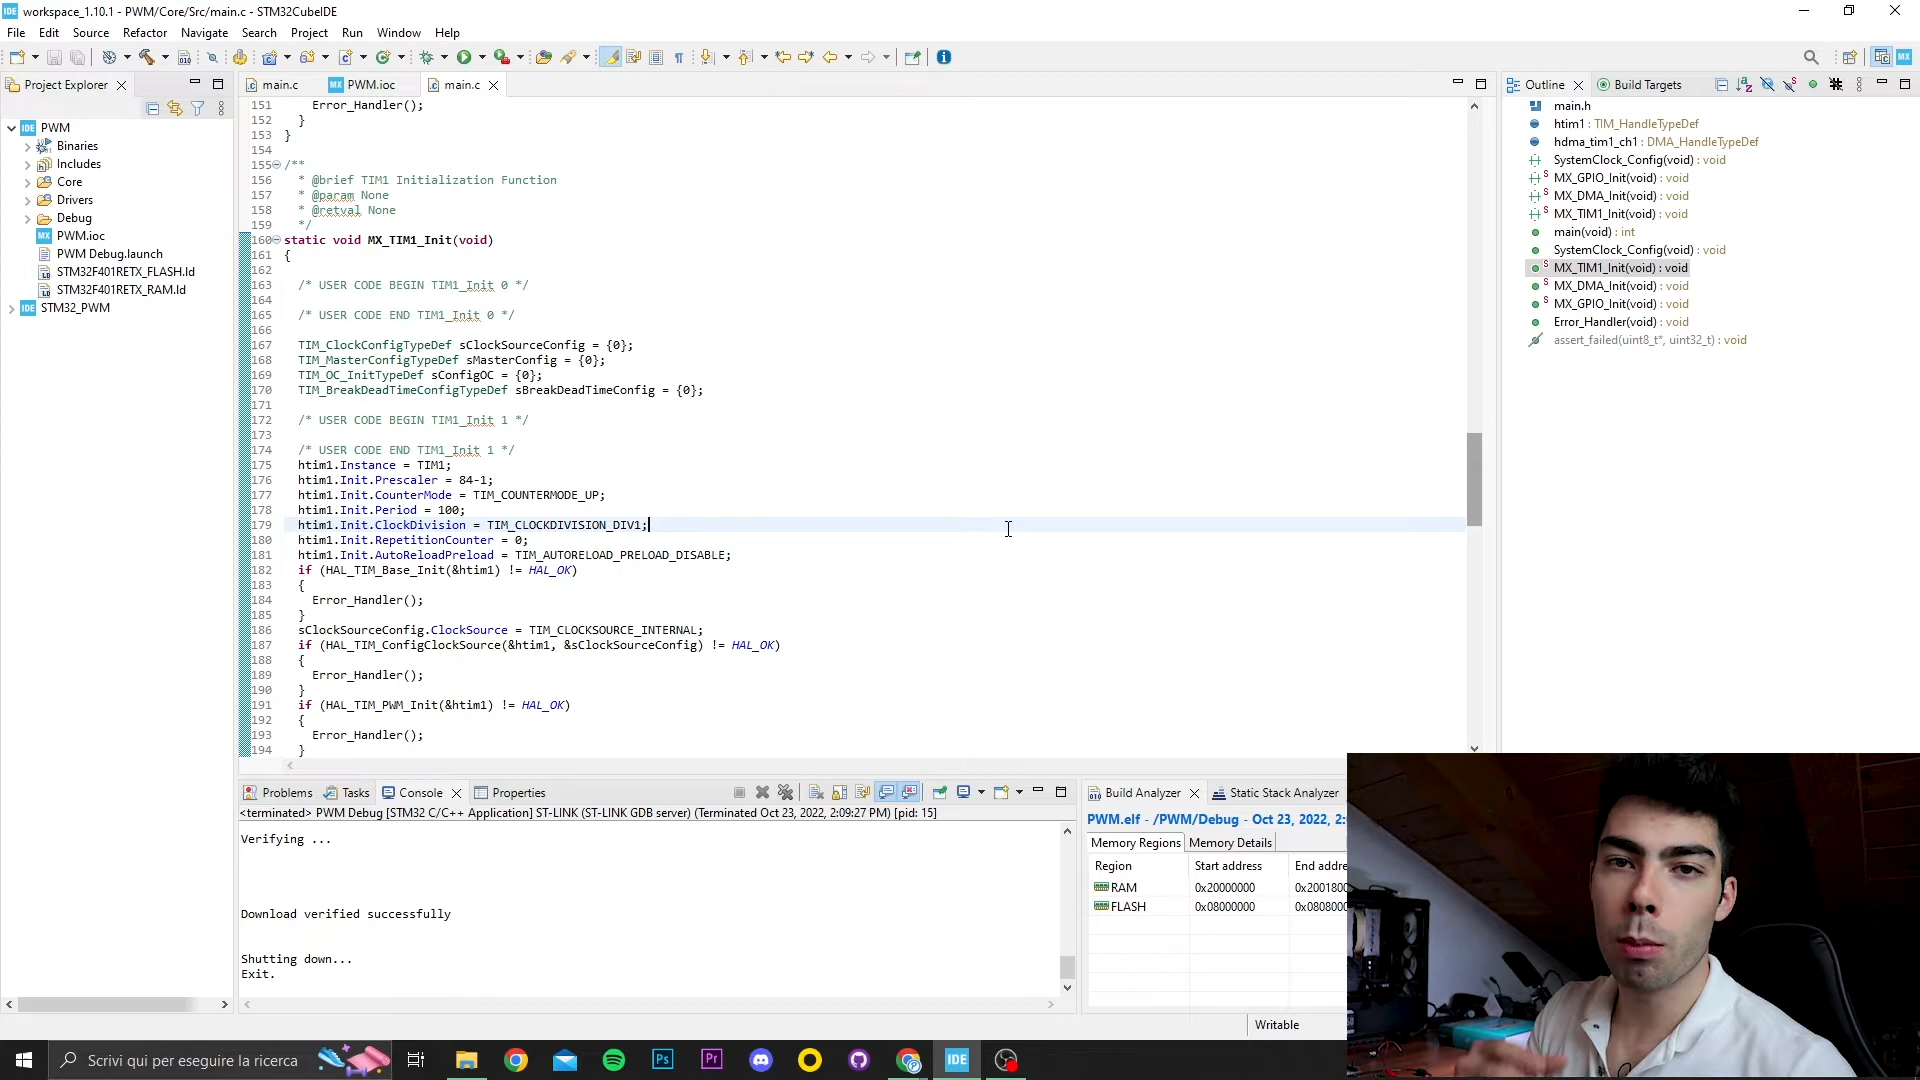 IDE workspace_1.10.1 - PWM/Core/Src/main.c - STM32CubeIDE
File Edit Source Refactor Navigate Search Project Run Window Help
Project Explorer
main.c
MX PWM.ioc
main.c
Outline
Build Targets
IDE PWM
Binaries
Includes
Core
Drivers
Debug
MX PWM.ioc
PWM Debug.launch
STM32F401RETX_FLASH.ld
STM32F401RETX_RAM.ld
IDE STM32_PWM
151 Error_Handler();
152 }
153 }
154
155 /**
156 * @brief TIM1 Initialization Function
157 * @param None
158 * @retval None
159 */
160 static void MX_TIM1_Init(void)
161 {
162
163 /* USER CODE BEGIN TIM1_Init 0 */
164
165 /* USER CODE END TIM1_Init 0 */
166
167 TIM_ClockConfigTypeDef sClockSourceConfig = {0};
168 TIM_MasterConfigTypeDef sMasterConfig = {0};
169 TIM_OC_InitTypeDef sConfigOC = {0};
170 TIM_BreakDeadTimeConfigTypeDef sBreakDeadTimeConfig = {0};
171
172 /* USER CODE BEGIN TIM1_Init 1 */
173
174 /* USER CODE END TIM1_Init 1 */
175 htim1.Instance = TIM1;
176 htim1.Init.Prescaler = 84-1;
177 htim1.Init.CounterMode = TIM_COUNTERMODE_UP;
178 htim1.Init.Period = 100;
179 htim1.Init.ClockDivision = TIM_CLOCKDIVISION_DIV1;
180 htim1.Init.RepetitionCounter = 0;
181 htim1.Init.AutoReloadPreload = TIM_AUTORELOAD_PRELOAD_DISABLE;
182 if (HAL_TIM_Base_Init(&htim1) != HAL_OK)
183 {
184 Error_Handler();
185 }
186 sClockSourceConfig.ClockSource = TIM_CLOCKSOURCE_INTERNAL;
187 if (HAL_TIM_ConfigClockSource(&htim1, &sClockSourceConfig) != HAL_OK)
188 {
189 Error_Handler();
190 }
191 if (HAL_TIM_PWM_Init(&htim1) != HAL_OK)
192 {
193 Error_Handler();
194 }
main.h
htim1 : TIM_HandleTypeDef
hdma_tim1_ch1 : DMA_HandleTypeDef
SystemClock_Config(void) : void
S MX_GPIO_Init(void) : void
S MX_DMA_Init(void) : void
S MX_TIM1_Init(void) : void
main(void) : int
SystemClock_Config(void) : void
S MX_TIM1_Init(void) : void
S MX_DMA_Init(void) : void
S MX_GPIO_Init(void) : void
Error_Handler(void) : void
assert_failed(uint8_t*, uint32_t) : void
Problems Tasks Console Properties
<terminated> PWM Debug [STM32 C/C++ Application] ST-LINK (ST-LINK GDB server) (Terminated Oct 23, 2022, 2:09:27 PM) [pid: 15]
Verifying ...
Download verified successfully
Shutting down...
Exit.
Build Analyzer Static Stack Analyzer
PWM.elf - /PWM/Debug - Oct 23, 2022, 2:
Memory Regions Memory Details
Region Start address End addre
RAM 0x20000000 0x2001800
FLASH 0x08000000 0x0808000
Writable
Scrivi qui per eseguire la ricerca
Ps
Pr
IDE